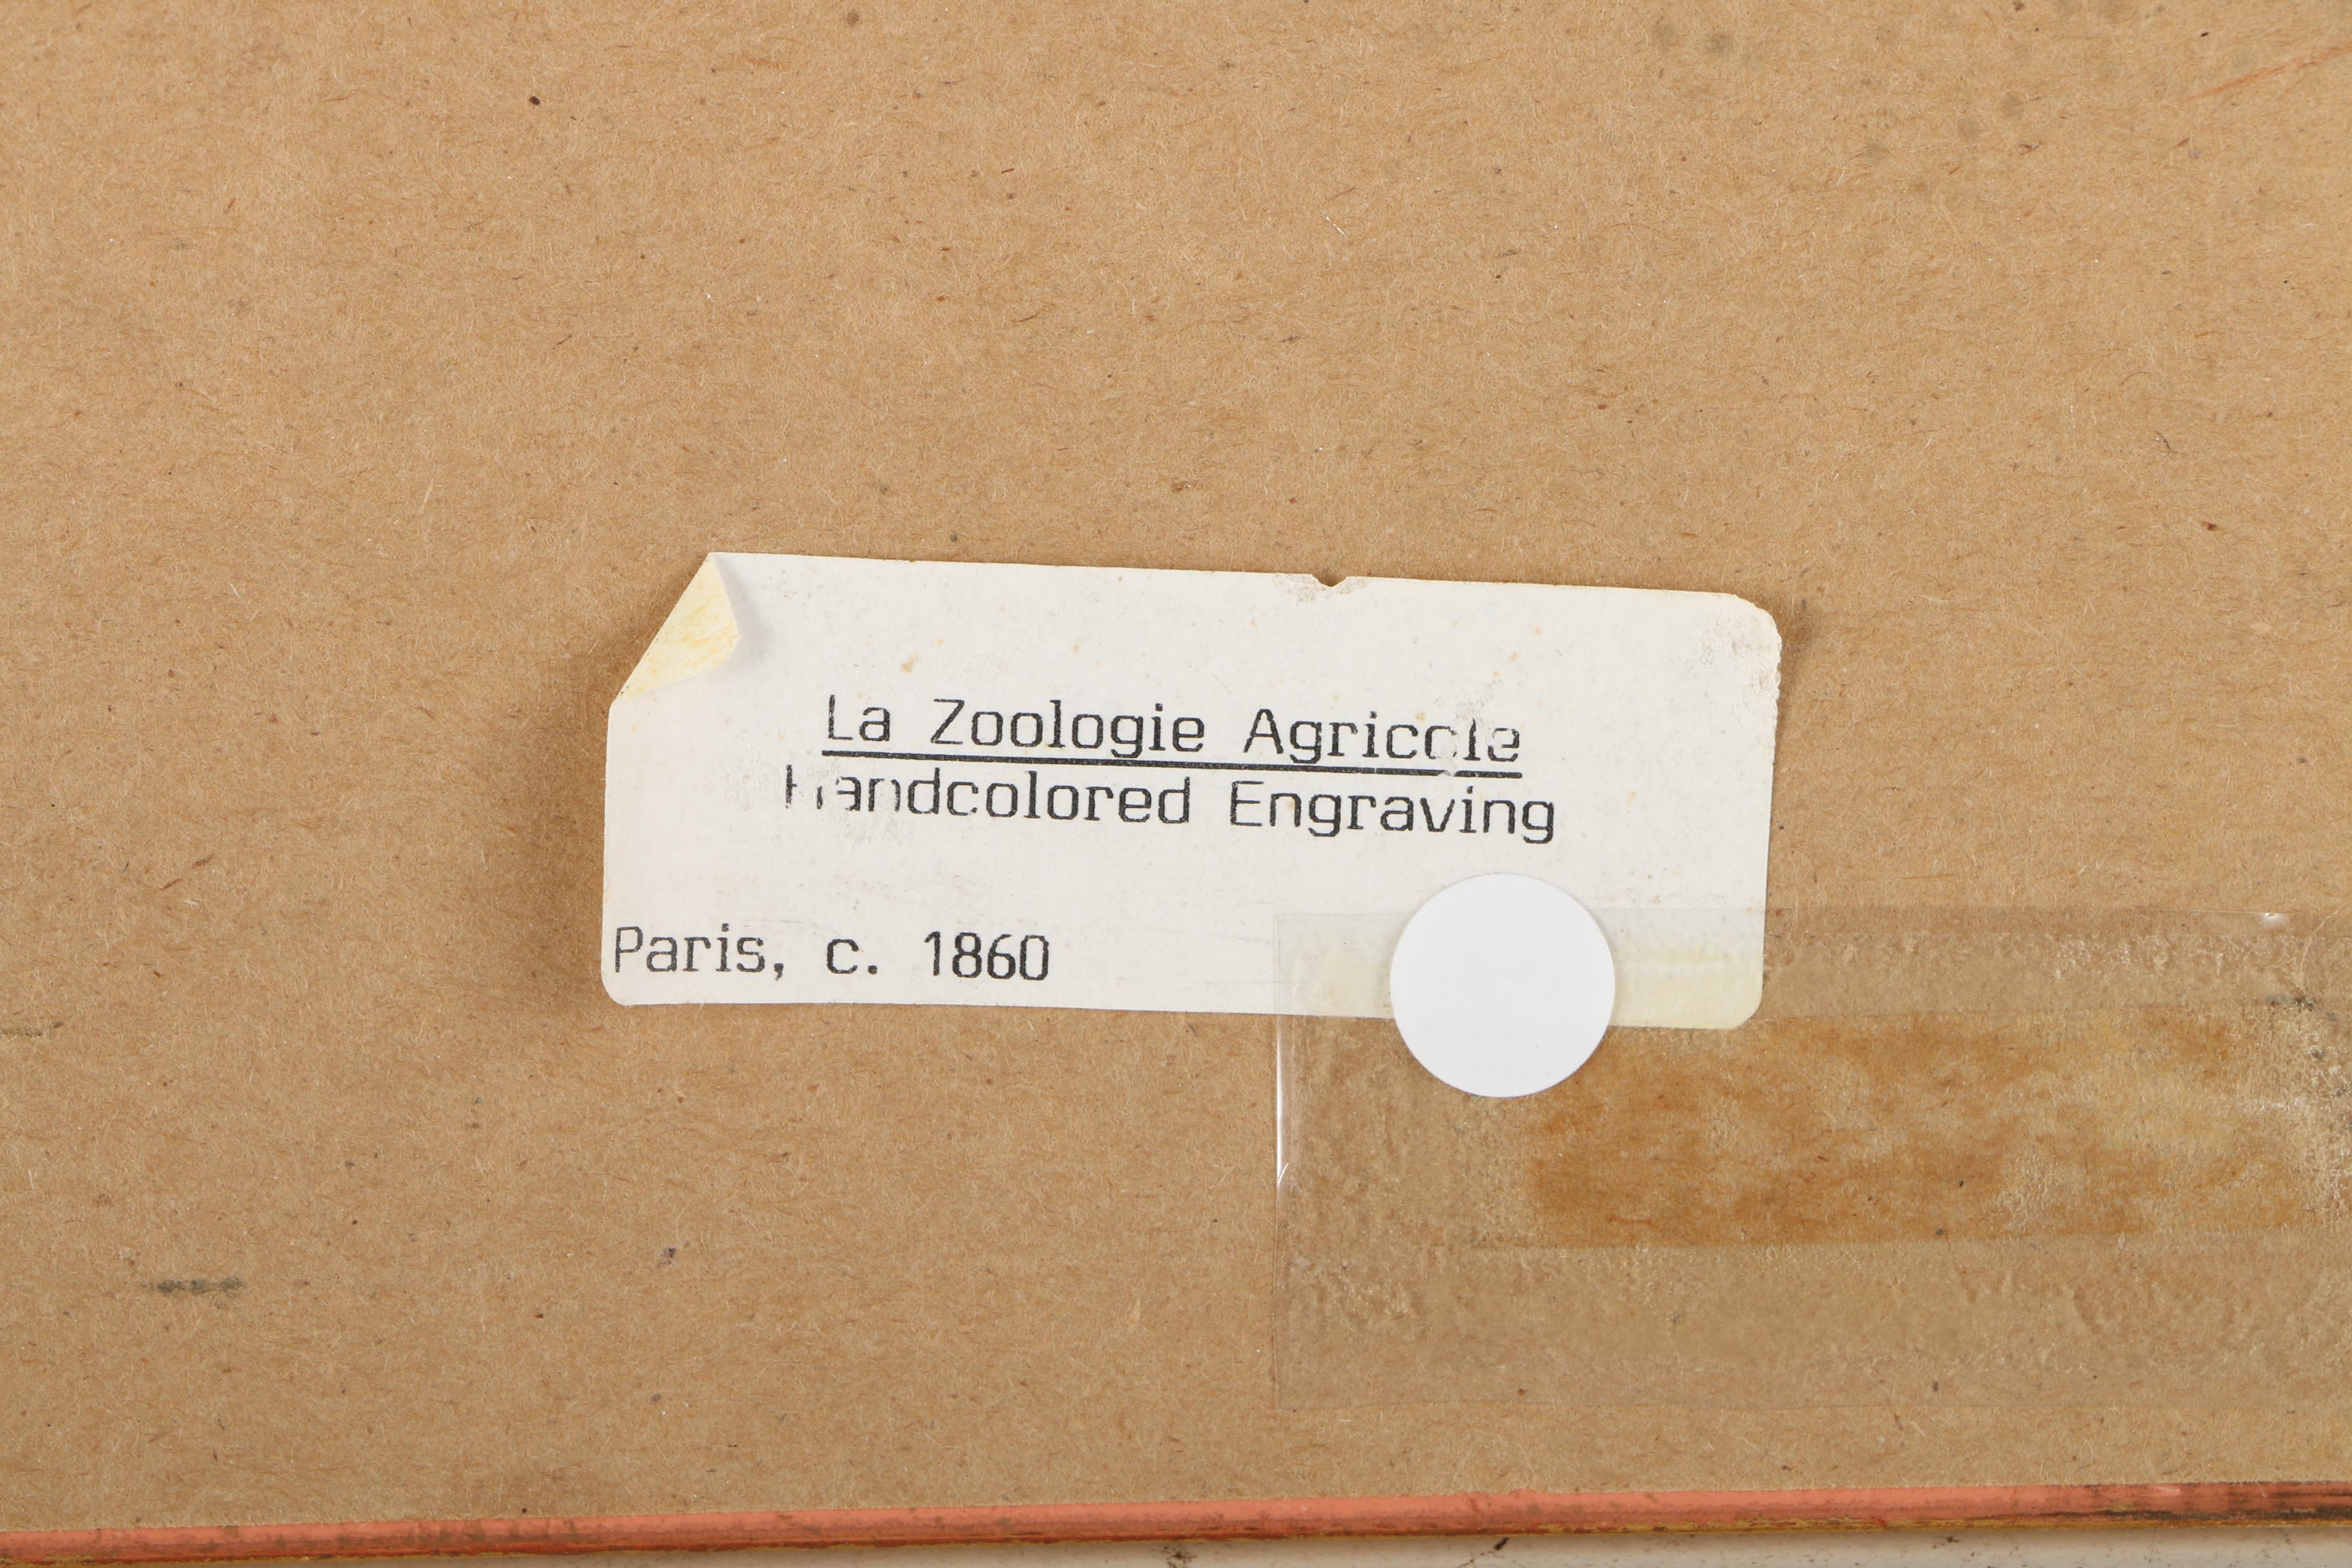 La Zoologie Agricole
Handcolored Engraving
Paris, c. 1860